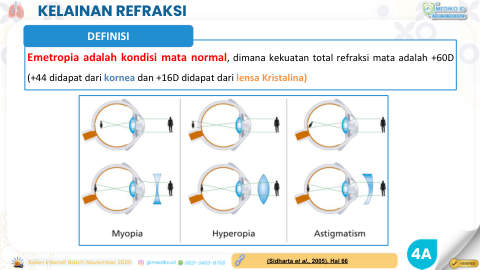 KELAINAN REFRAKSI
DEFINISI
Emetropia adalah kondisi mata normal, dimana kekuatan total refraksi mata adalah +60D
(+44 didapat dari kornea dan +16D didapat dari lensa Kristalina)
Myopia Hyperopia Astigmatism
(Sidharta et al., 2005). Hal 66
4A